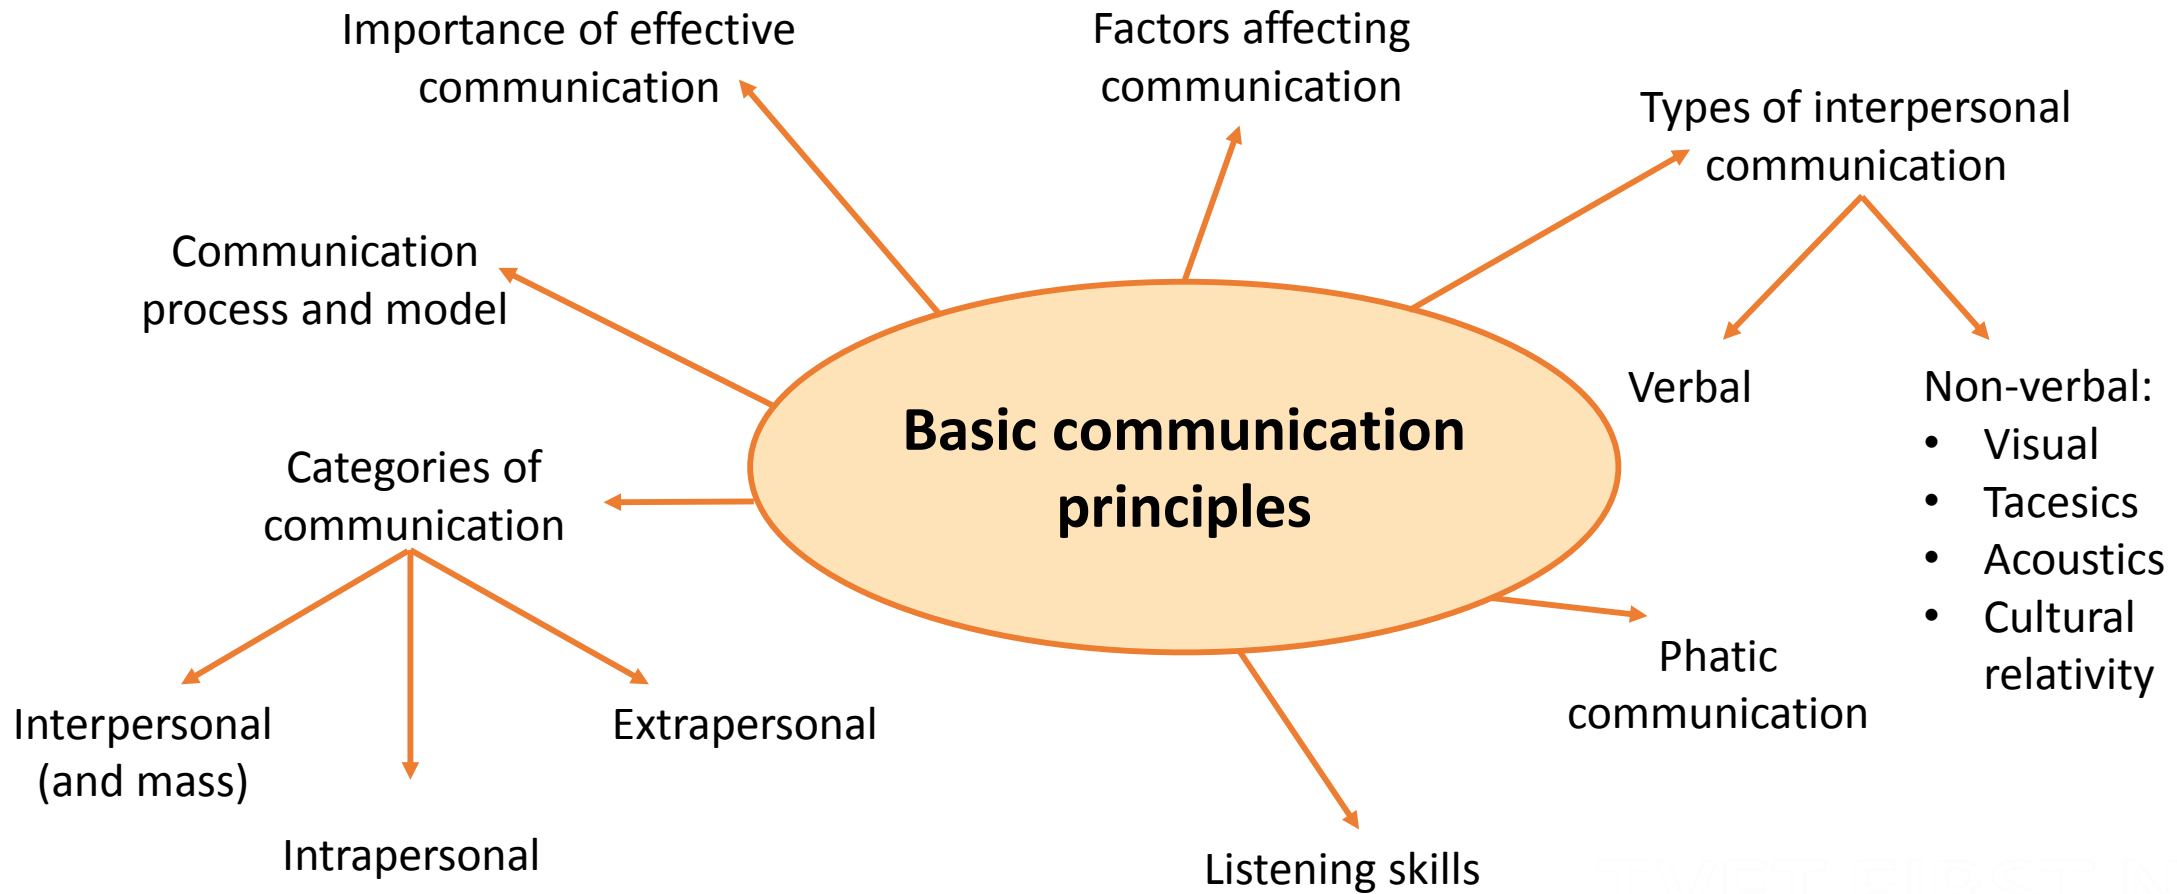 Importance of effective
communication
Factors affecting
communication
Types of interpersonal
communication
Communication
process and model
Verbal
Non-verbal:
• Visual
• Tacesics
• Acoustics
• Cultural
relativity
Basic communication
principles
Categories of
communication
Interpersonal
(and mass)
Extrapersonal
Intrapersonal
Phatic
communication
Listening skills